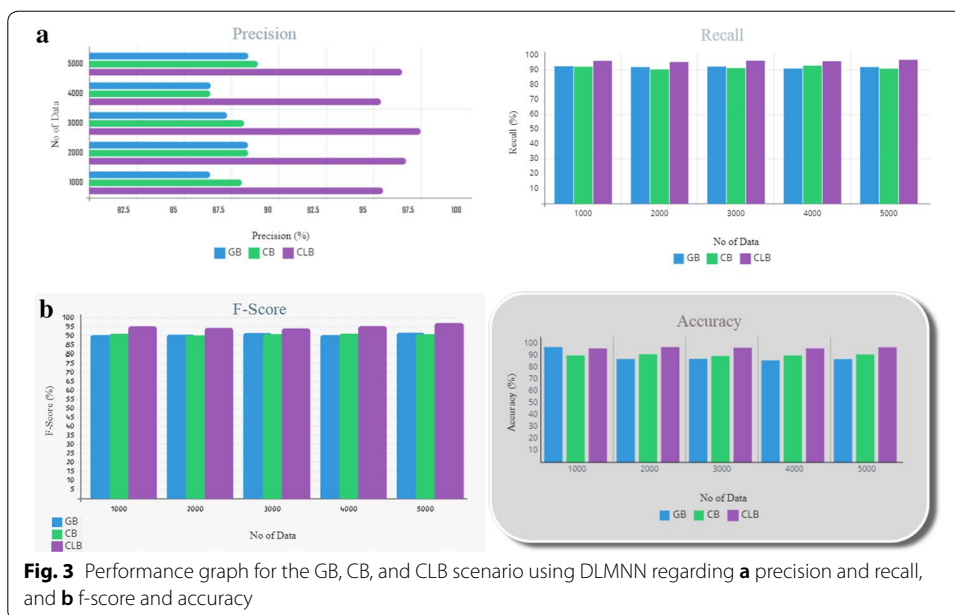 a
Precision
No of Data
5000
4000
3000
2000
1000
82.5 85 90 92.5 95 97.5 100
Precision (%)
GB CB CLB
Recall
Recall (%)
100
90
80
70
60
90
40
30
20
10
1000 2000 3000 4000 5000
No of Data
GB CB CLB
b
F-Score
F-Score (%)
100
95
90
85
80
75
70
65
60
55
50
45
40
35
30
25
20
15
10
5
1000 2000 3000 4000 5000
No of Data
GB
CB
CLB
Accuracy
Accuracy (%)
100
90
80
70
60
90
40
30
20
10
1000 2000 3000 4000 5000
No of Data
GB CB CLB
Fig. 3 Performance graph for the GB, CB, and CLB scenario using DLMNN regarding a precision and recall,
and b f-score and accuracy